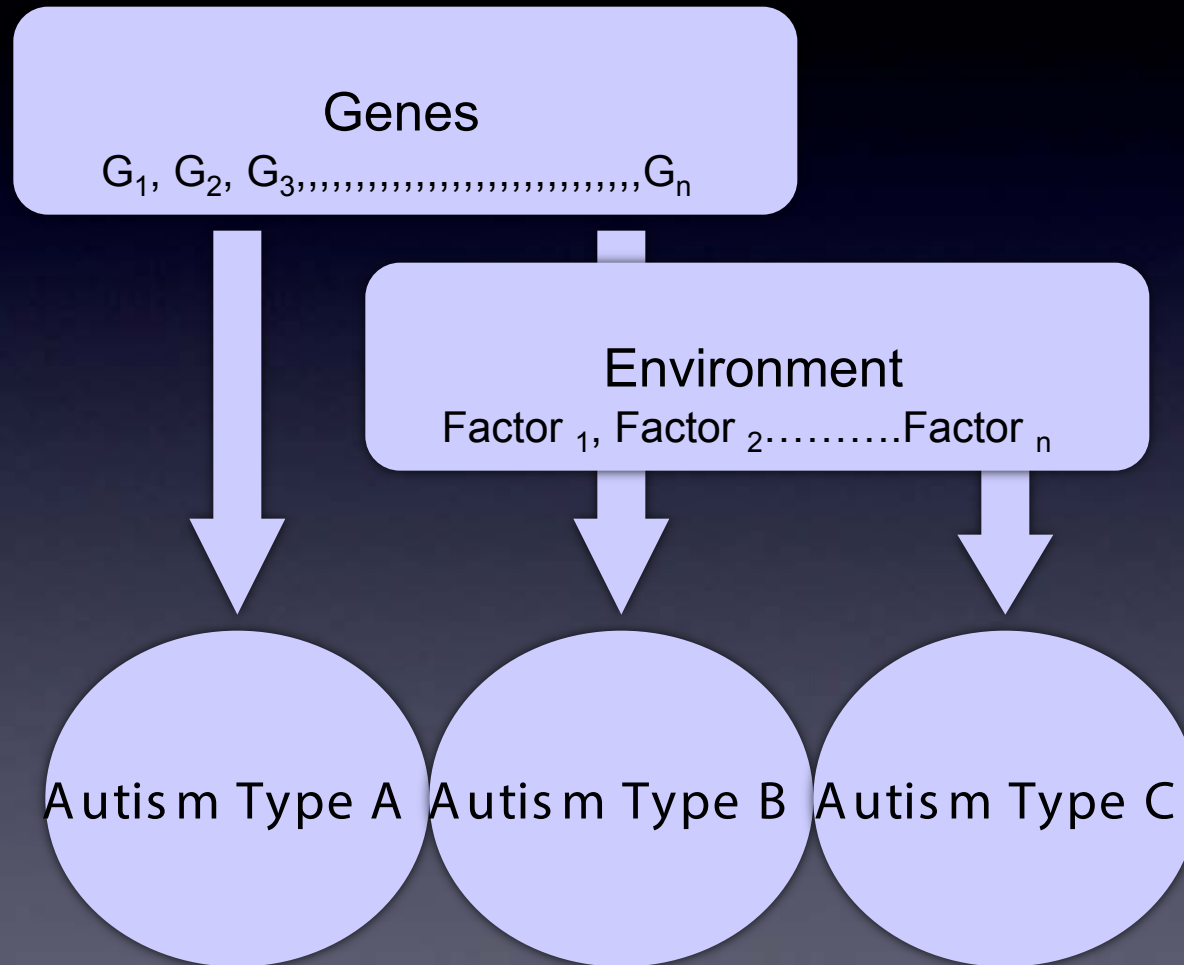 Genes
G₁, G₂, G₃,,,,,,,,,,,,,,,,,,,,,,,,,,,,,,Gₙ
Environment
Factor ₁, Factor ₂……….Factor ₙ
Autism Type A
Autism Type B
Autism Type C